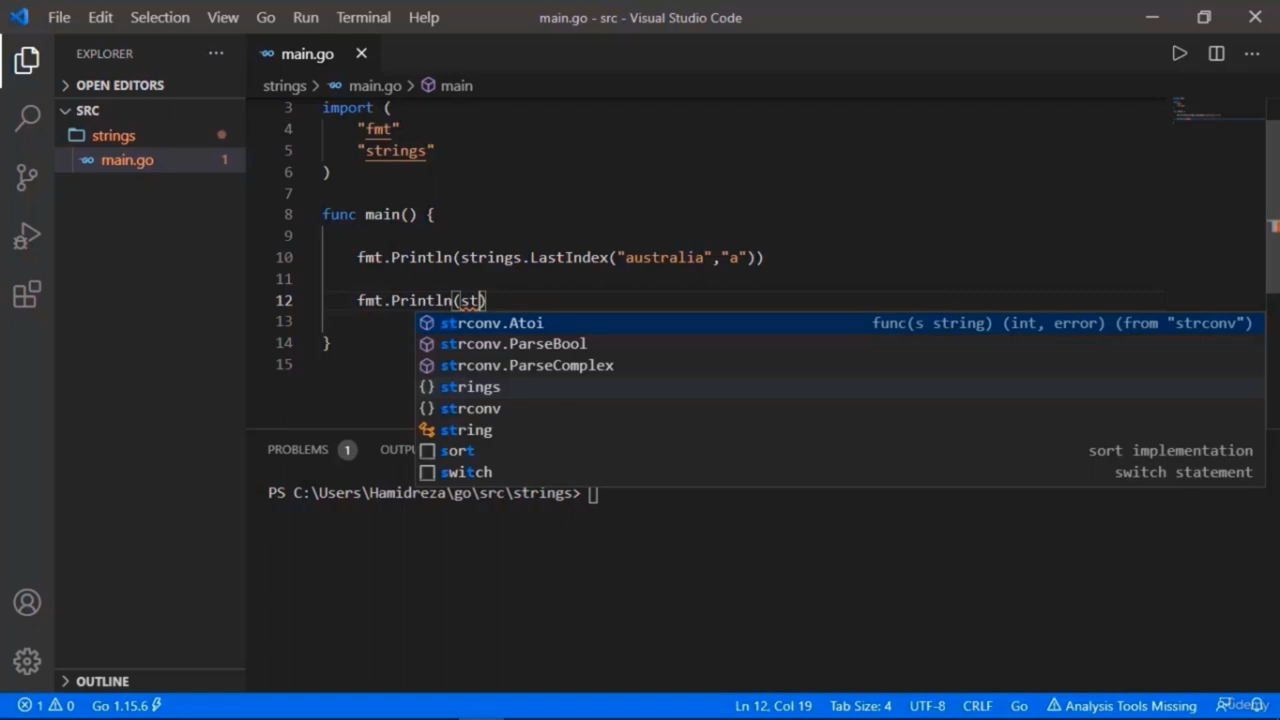 File Edit Selection View Go Run Terminal Help main.go - src - Visual Studio Code
EXPLORER ··· main.go
OPEN EDITORS
SRC
strings
main.go 1
strings > main.go > main
3 import (
4 "fmt"
5 "strings"
6 )
7
8 func main() {
9
10 fmt.Println(strings.LastIndex("australia","a"))
11
12 fmt.Println(st)
13
14 }
15
strconv.Atoi func(s string) (int, error) (from "strconv")
strconv.ParseBool
strconv.ParseComplex
{} strings
{} strconv
string
sort sort implementation
switch switch statement
PROBLEMS 1 OUTPU
PS C:\Users\Hamidreza\go\src\strings>
OUTLINE
1 0 Go 1.15.6 Ln 12, Col 19 Tab Size: 4 UTF-8 CRLF Go Analysis Tools Missing
Udemy